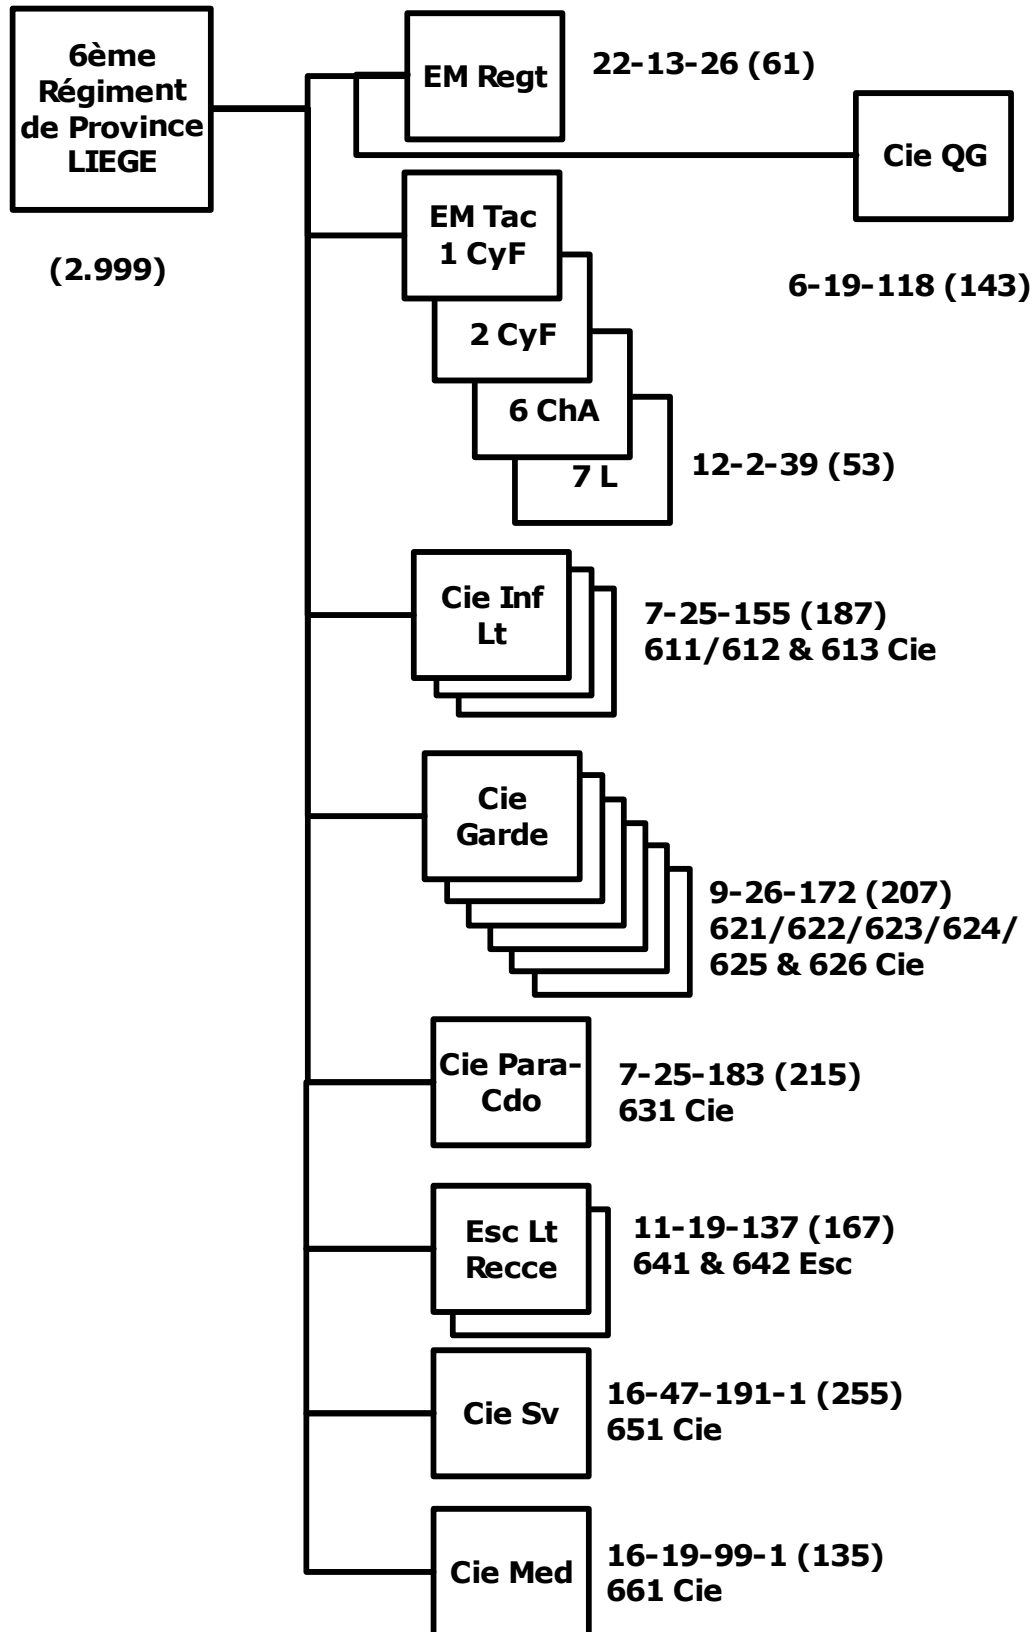 6ème
Régiment
de Province
LIEGE
(2.999)
EM Regt
22-13-26 (61)
Cie QG
6-19-118 (143)
EM Tac
1 CyF
2 CyF
6 ChA
7 L
12-2-39 (53)
Cie Inf
Lt
7-25-155 (187)
611/612 & 613 Cie
Cie
Garde
9-26-172 (207)
621/622/623/624/
625 & 626 Cie
Cie Para-
Cdo
7-25-183 (215)
631 Cie
Esc Lt
Recce
11-19-137 (167)
641 & 642 Esc
Cie Sv
16-47-191-1 (255)
651 Cie
Cie Med
16-19-99-1 (135)
661 Cie